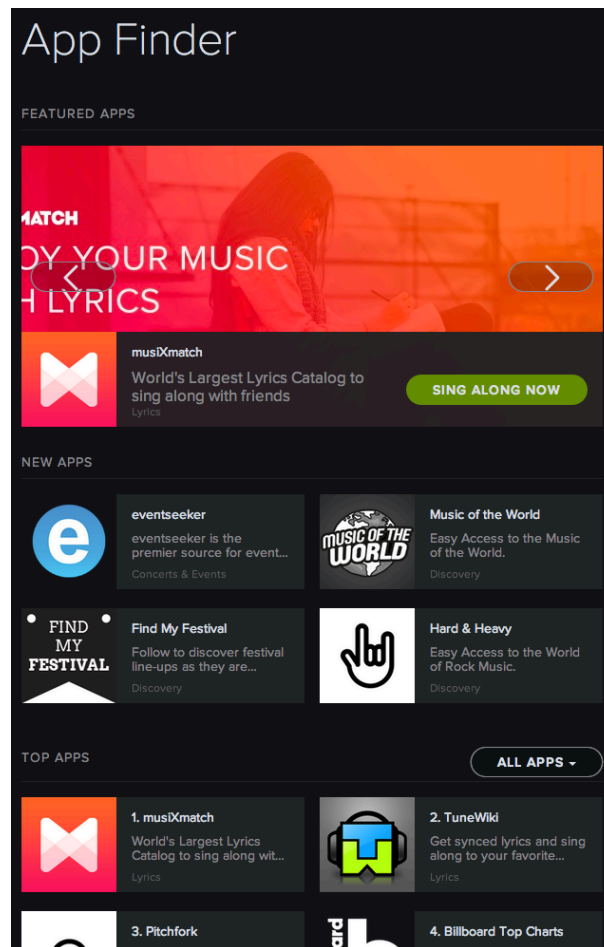 App Finder
FEATURED APPS
MATCH
OY YOUR MUSIC
H LYRICS
musiXmatch
World's Largest Lyrics Catalog to
sing along with friends
Lyrics
SING ALONG NOW
NEW APPS
e
eventseeker
eventseeker is the
premier source for event...
Concerts & Events
MUSIC OF THE
WORLD
Music of the World
Easy Access to the Music
of the World.
Discovery
FIND
MY
FESTIVAL
Find My Festival
Follow to discover festival
line-ups as they are...
Discovery
Hard & Heavy
Easy Access to the World
of Rock Music.
Discovery
TOP APPS
ALL APPS
1. musiXmatch
World's Largest Lyrics
Catalog to sing along wit...
Lyrics
2. TuneWiki
Get synced lyrics and sing
along to your favorite...
Lyrics
3. Pitchfork
ard
b
4. Billboard Top Charts